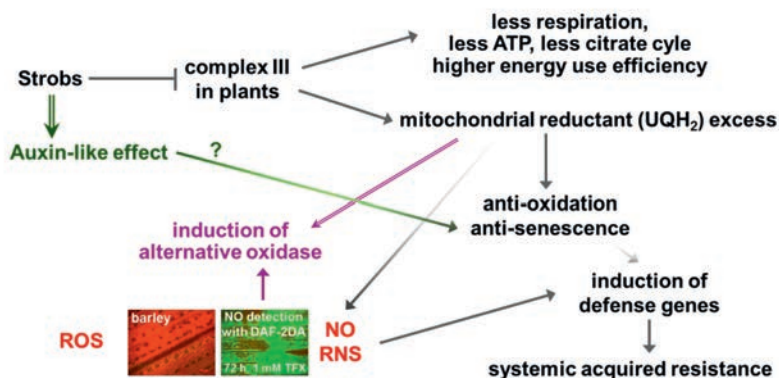 less respiration,
less ATP, less citrate cyle
higher energy use efficiency
Strobs
complex III
in plants
mitochondrial reductant (UQH₂) excess
Auxin-like effect
?
anti-oxidation
anti-senescence
induction of
alternative oxidase
induction of
defense genes
ROS
barley
NO detection
with DAF-2DA
72 h, 1 mM TFX
NO
RNS
systemic acquired resistance